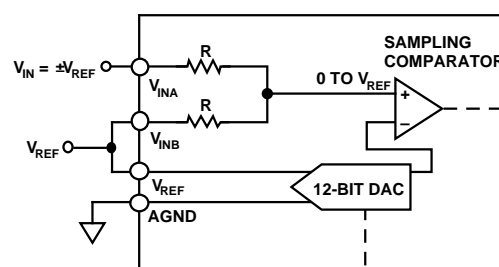 SAMPLING
COMPARATOR
R
V_IN = ±V_REF
V_INA
0 TO V_REF
+
R
V_REF
V_INB
–
V_REF
12-BIT DAC
AGND